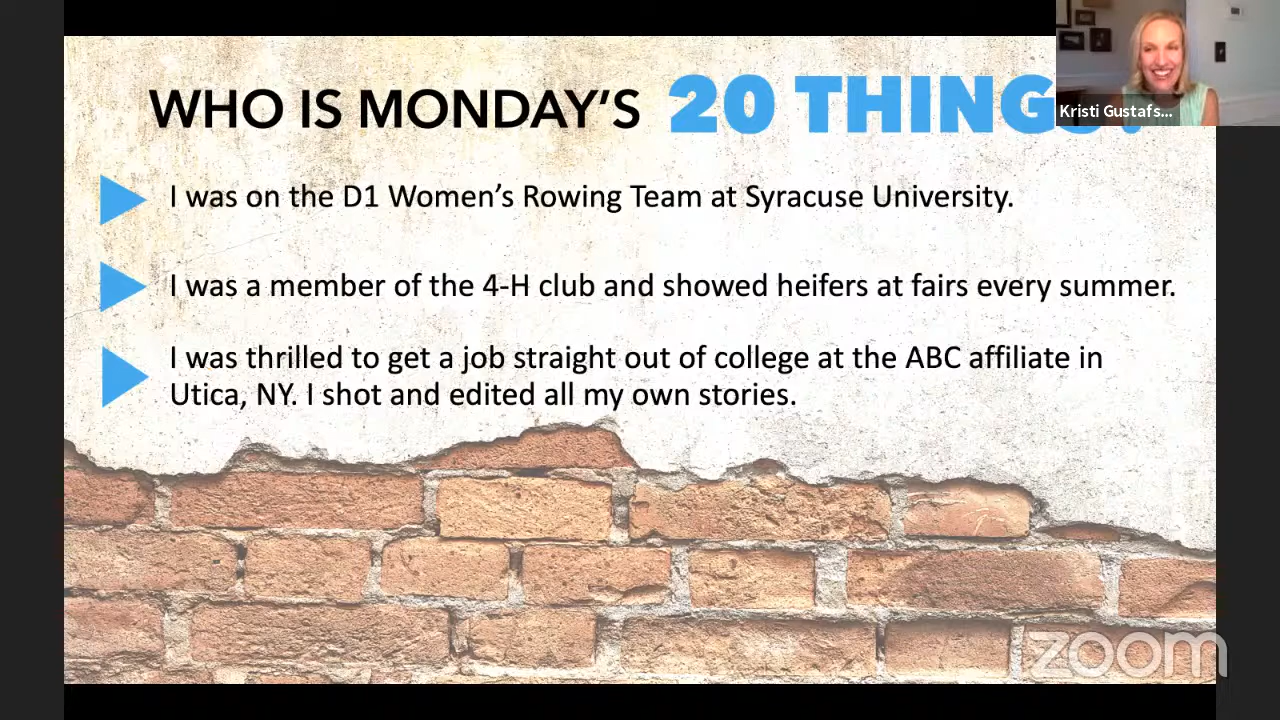 WHO IS MONDAY'S 20 THINGS?
Kristi Gustafs...
I was on the D1 Women's Rowing Team at Syracuse University.
I was a member of the 4-H club and showed heifers at fairs every summer.
I was thrilled to get a job straight out of college at the ABC affiliate in
Utica, NY. I shot and edited all my own stories.
zoom